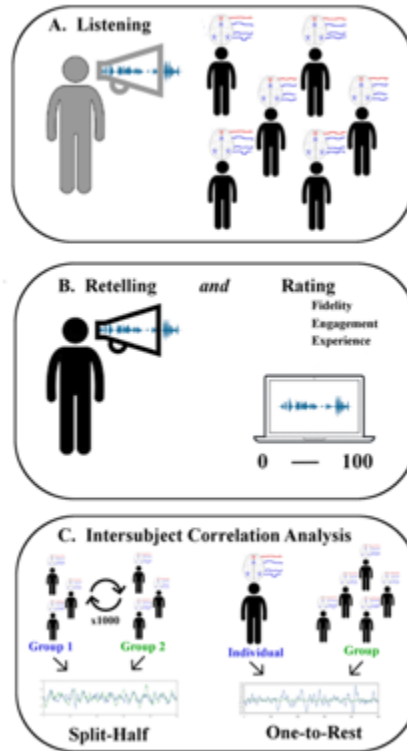 A. Listening
B. Retelling and Rating
Fidelity
Engagement
Experience
0 — 100
C. Intersubject Correlation Analysis
x1000
Group 1 Group 2 Individual Group
Split-Half One-to-Rest